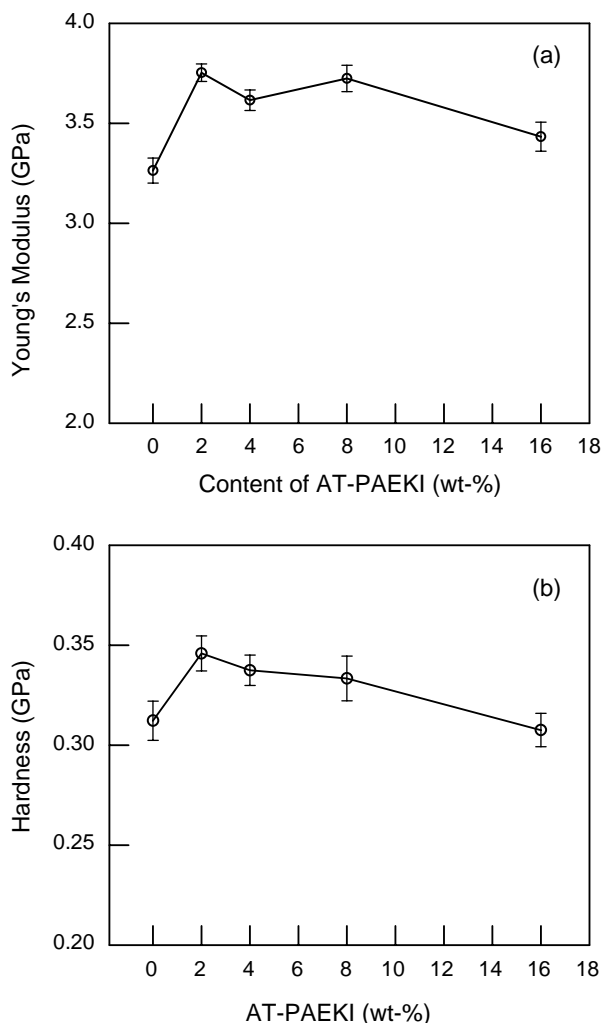 4.0
(a)
3.5
3.0
2.5
2.0
Young's Modulus (GPa)
0 2 4 6 8 10 12 14 16 18
Content of AT-PAEKI (wt-%)
0.40
(b)
0.35
0.30
0.25
0.20
Hardness (GPa)
0 2 4 6 8 10 12 14 16 18
AT-PAEKI (wt-%)